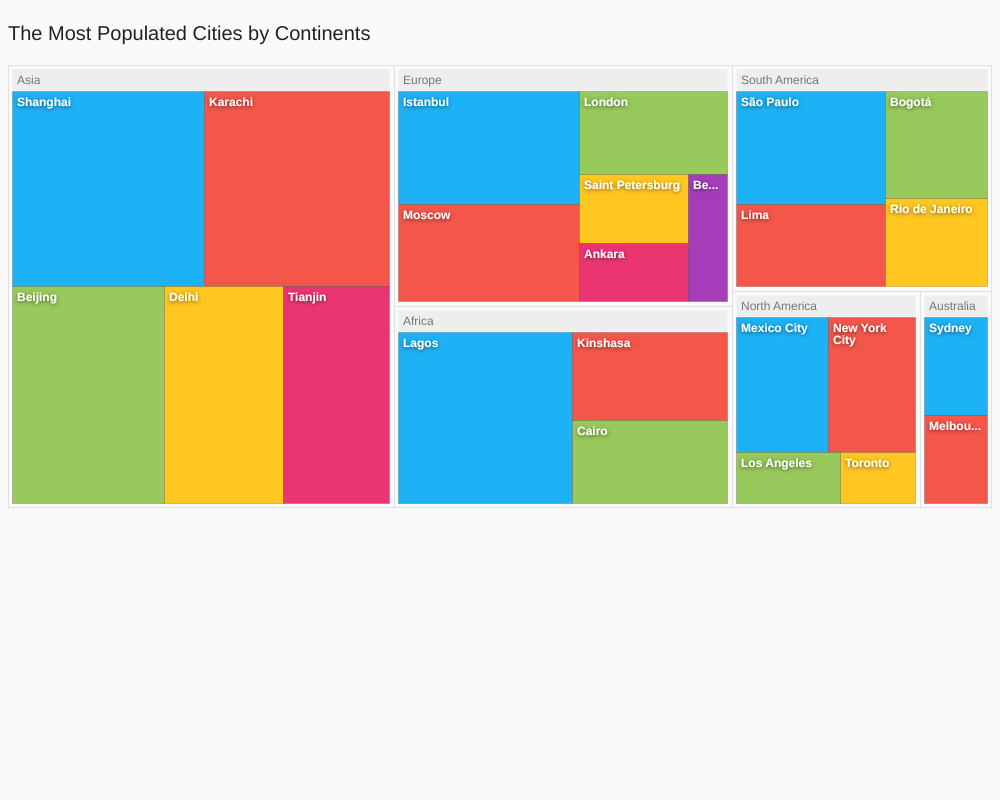 The Most Populated Cities by Continents
Asia
Shanghai
Karachi
Beijing
Delhi
Tianjin
Europe
Istanbul
London
Moscow
Saint Petersburg
Be...
Ankara
Africa
Lagos
Kinshasa
Cairo
South America
São Paulo
Bogotá
Lima
Rio de Janeiro
North America
Mexico City
New York
City
Los Angeles
Toronto
Australia
Sydney
Melbou...